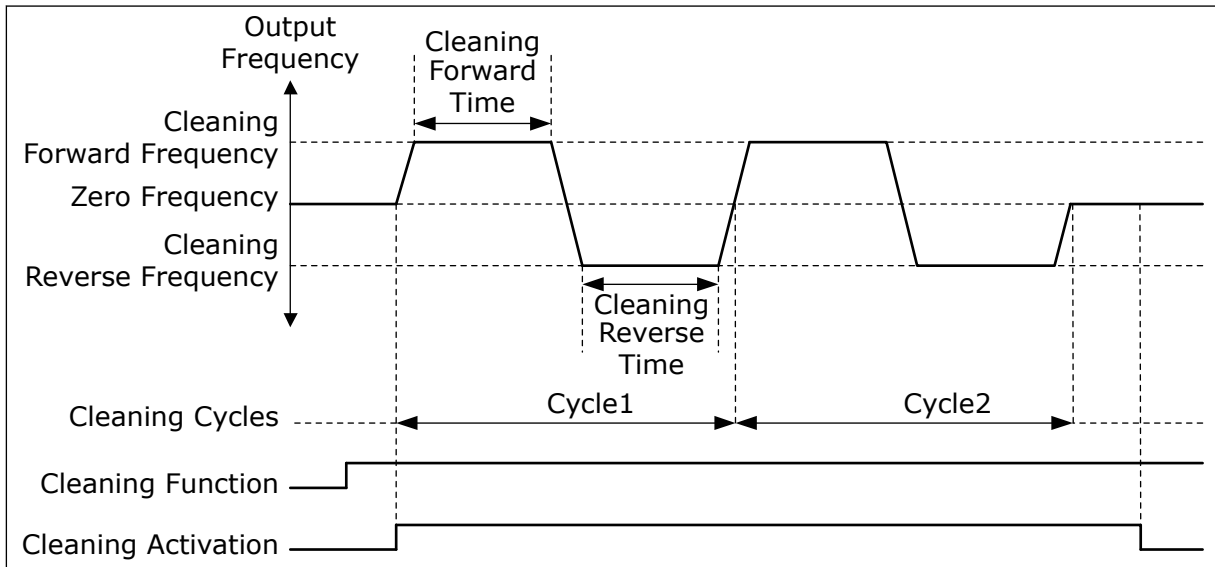 Output
Frequency
Cleaning
Forward
Time
Cleaning
Forward Frequency
Zero Frequency
Cleaning
Reverse Frequency
Cleaning
Reverse
Time
Cleaning Cycles
Cycle1
Cycle2
Cleaning Function
Cleaning Activation